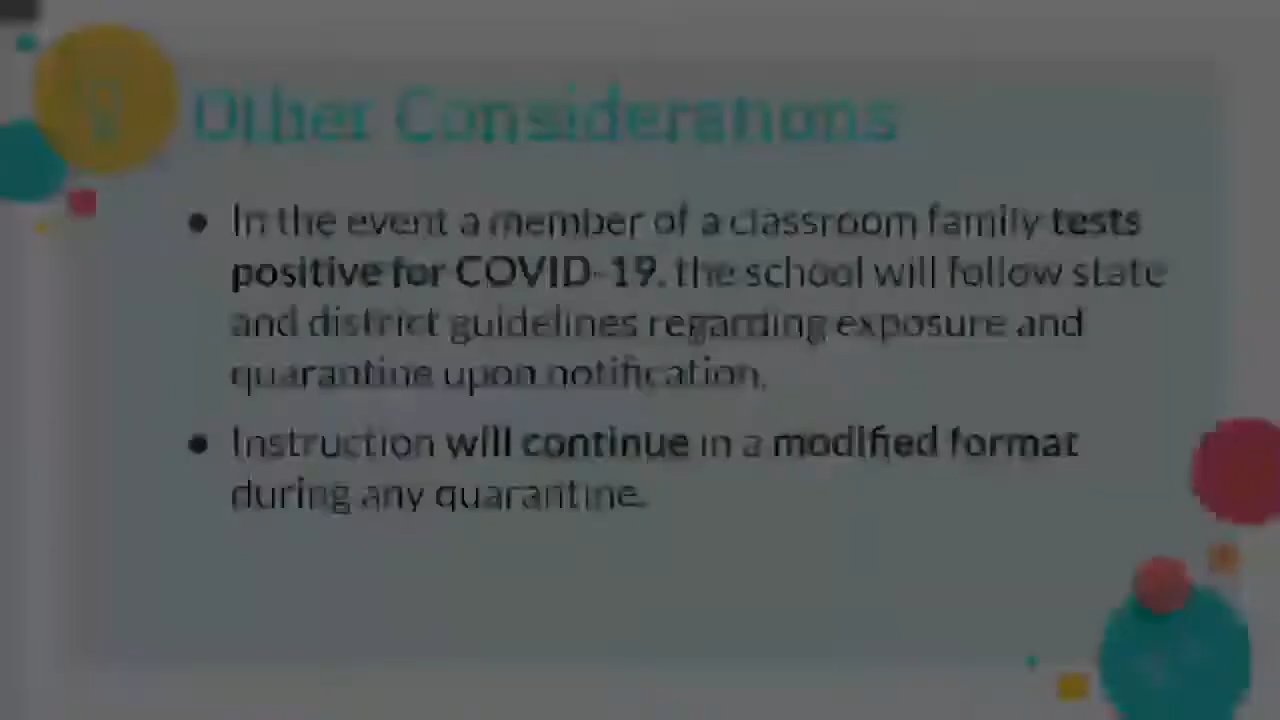 Other Considerations
• In the event a member of a classroom family tests
positive for COVID-19, the school will follow state
and district guidelines regarding exposure and
quarantine upon notification.
• Instruction will continue in a modified format
during any quarantine.